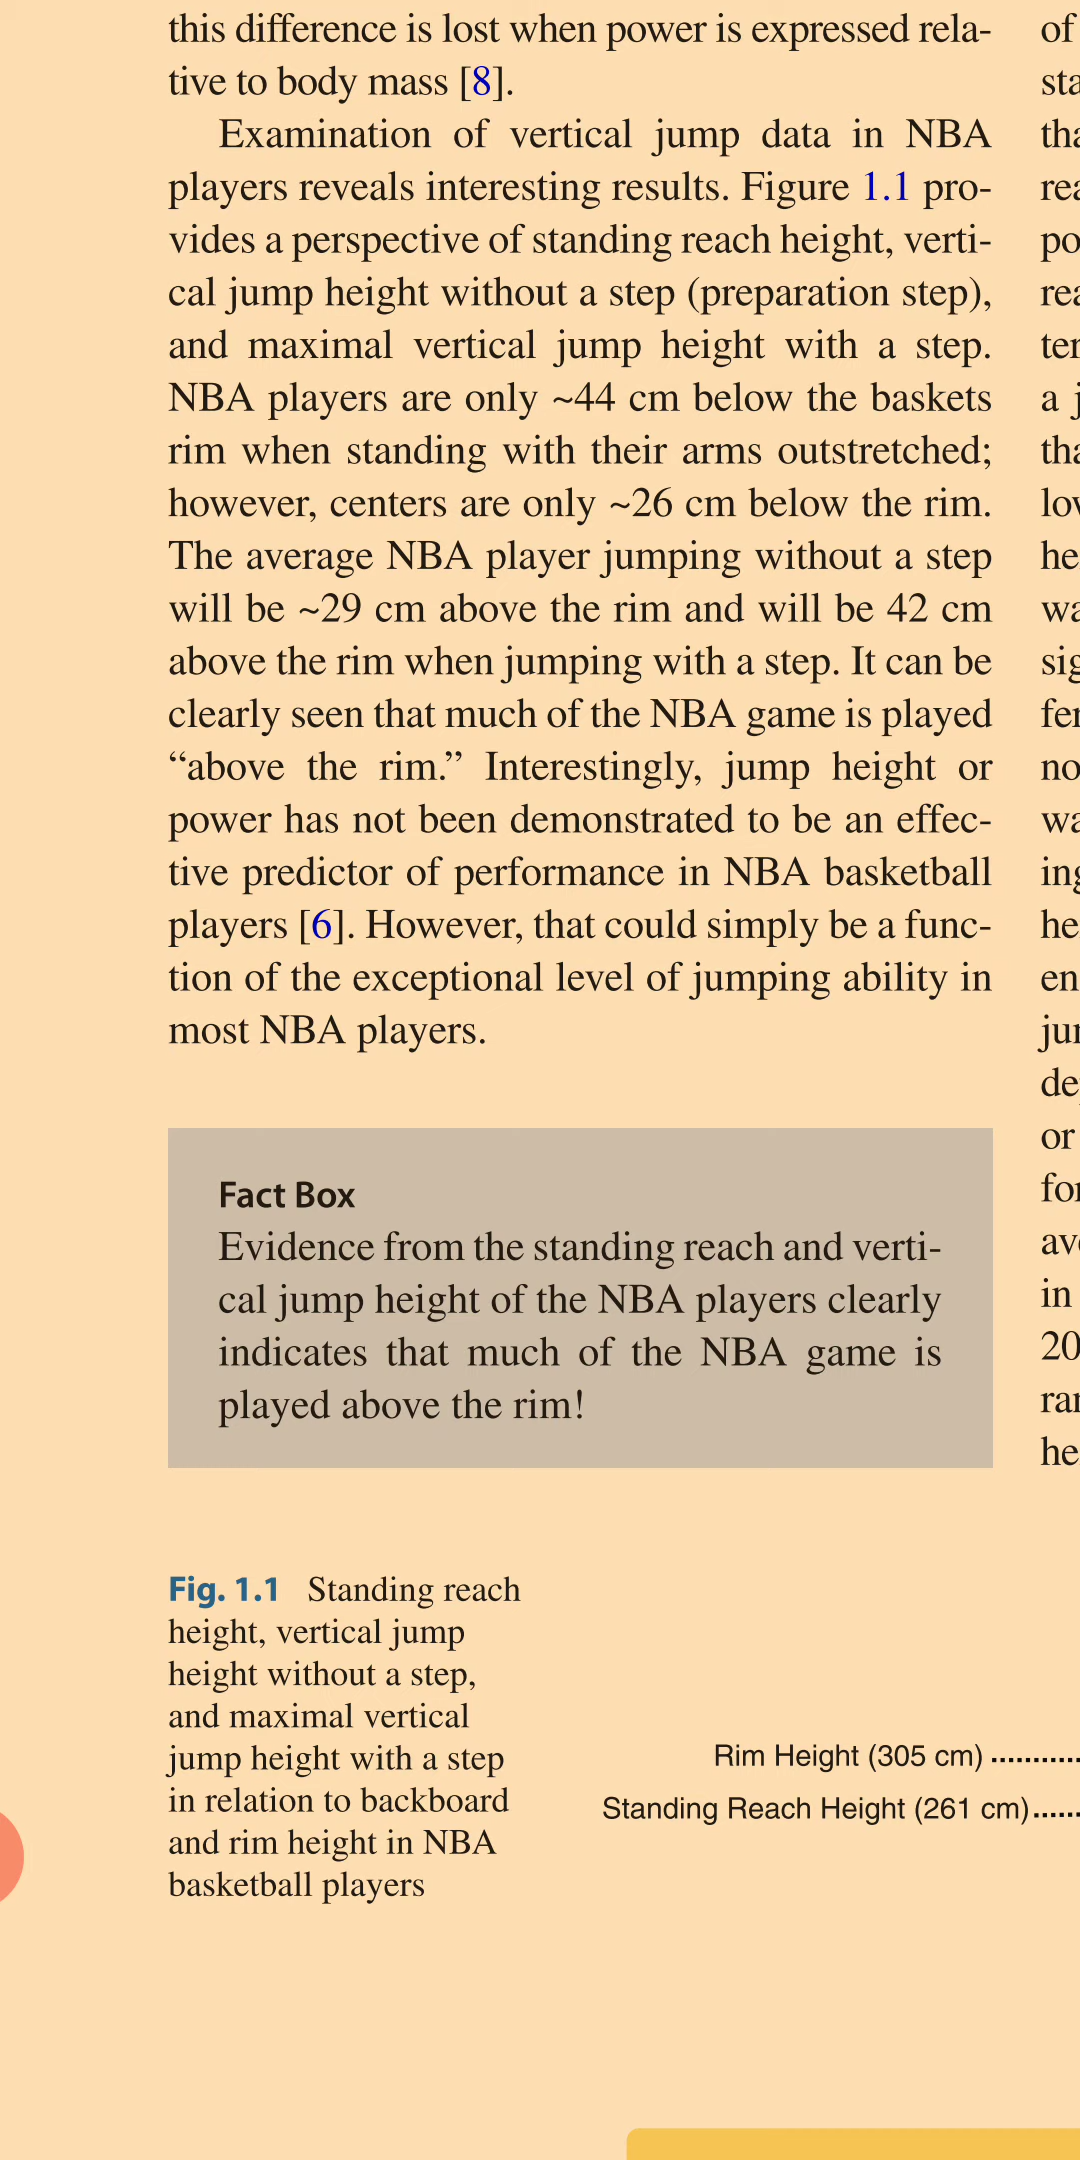 this difference is lost when power is expressed rela-
tive to body mass [8].
Examination of vertical jump data in NBA
players reveals interesting results. Figure 1.1 pro-
vides a perspective of standing reach height, verti-
cal jump height without a step (preparation step),
and maximal vertical jump height with a step.
NBA players are only ~44 cm below the baskets
rim when standing with their arms outstretched;
however, centers are only ~26 cm below the rim.
The average NBA player jumping without a step
will be ~29 cm above the rim and will be 42 cm
above the rim when jumping with a step. It can be
clearly seen that much of the NBA game is played
“above the rim.” Interestingly, jump height or
power has not been demonstrated to be an effec-
tive predictor of performance in NBA basketball
players [6]. However, that could simply be a func-
tion of the exceptional level of jumping ability in
most NBA players.
Fact Box
Evidence from the standing reach and verti-
cal jump height of the NBA players clearly
indicates that much of the NBA game is
played above the rim!
Fig. 1.1 Standing reach
height, vertical jump
height without a step,
and maximal vertical
jump height with a step
in relation to backboard
and rim height in NBA
basketball players
Rim Height (305 cm)
Standing Reach Height (261 cm)
of
a
or
in